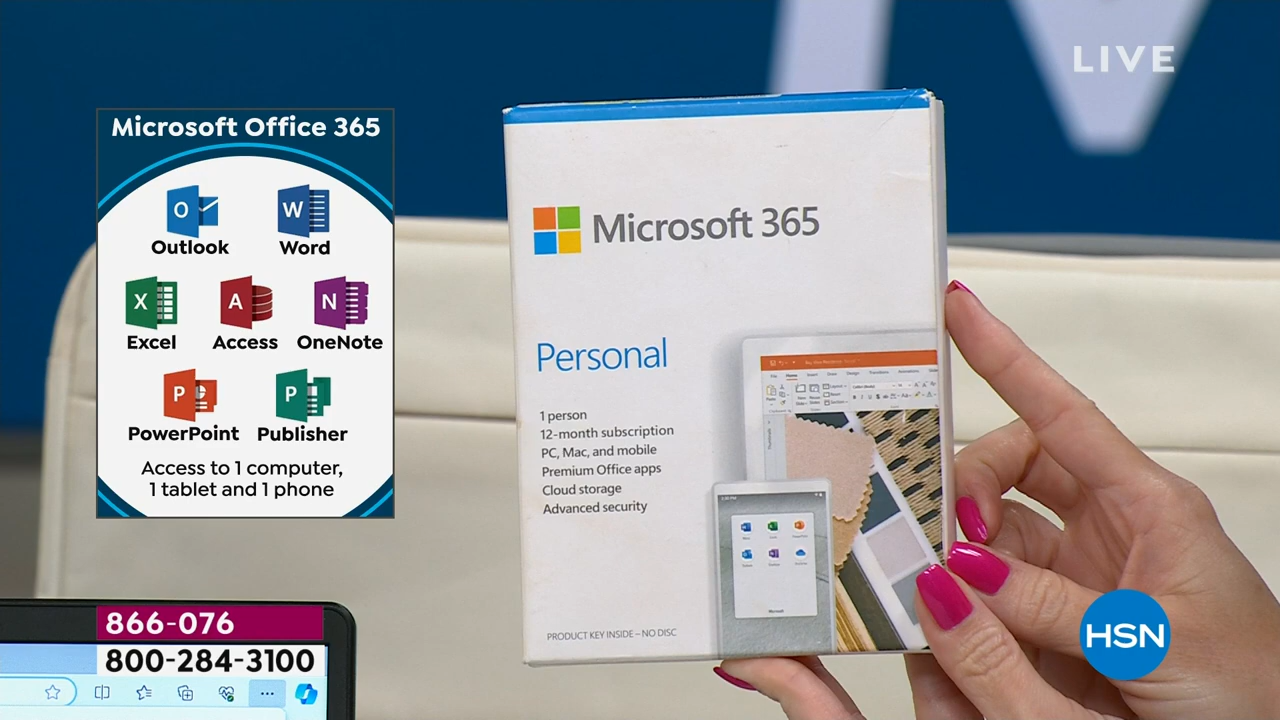 LIVE
Microsoft Office 365
Outlook
Word
Excel
Access
OneNote
PowerPoint
Publisher
Access to 1 computer,
1 tablet and 1 phone
Microsoft 365
Personal
1 person
12-month subscription
PC, Mac, and mobile
Premium Office apps
Cloud storage
Advanced security
PRODUCT KEY INSIDE – NO DISC
866-076
800-284-3100
HSN